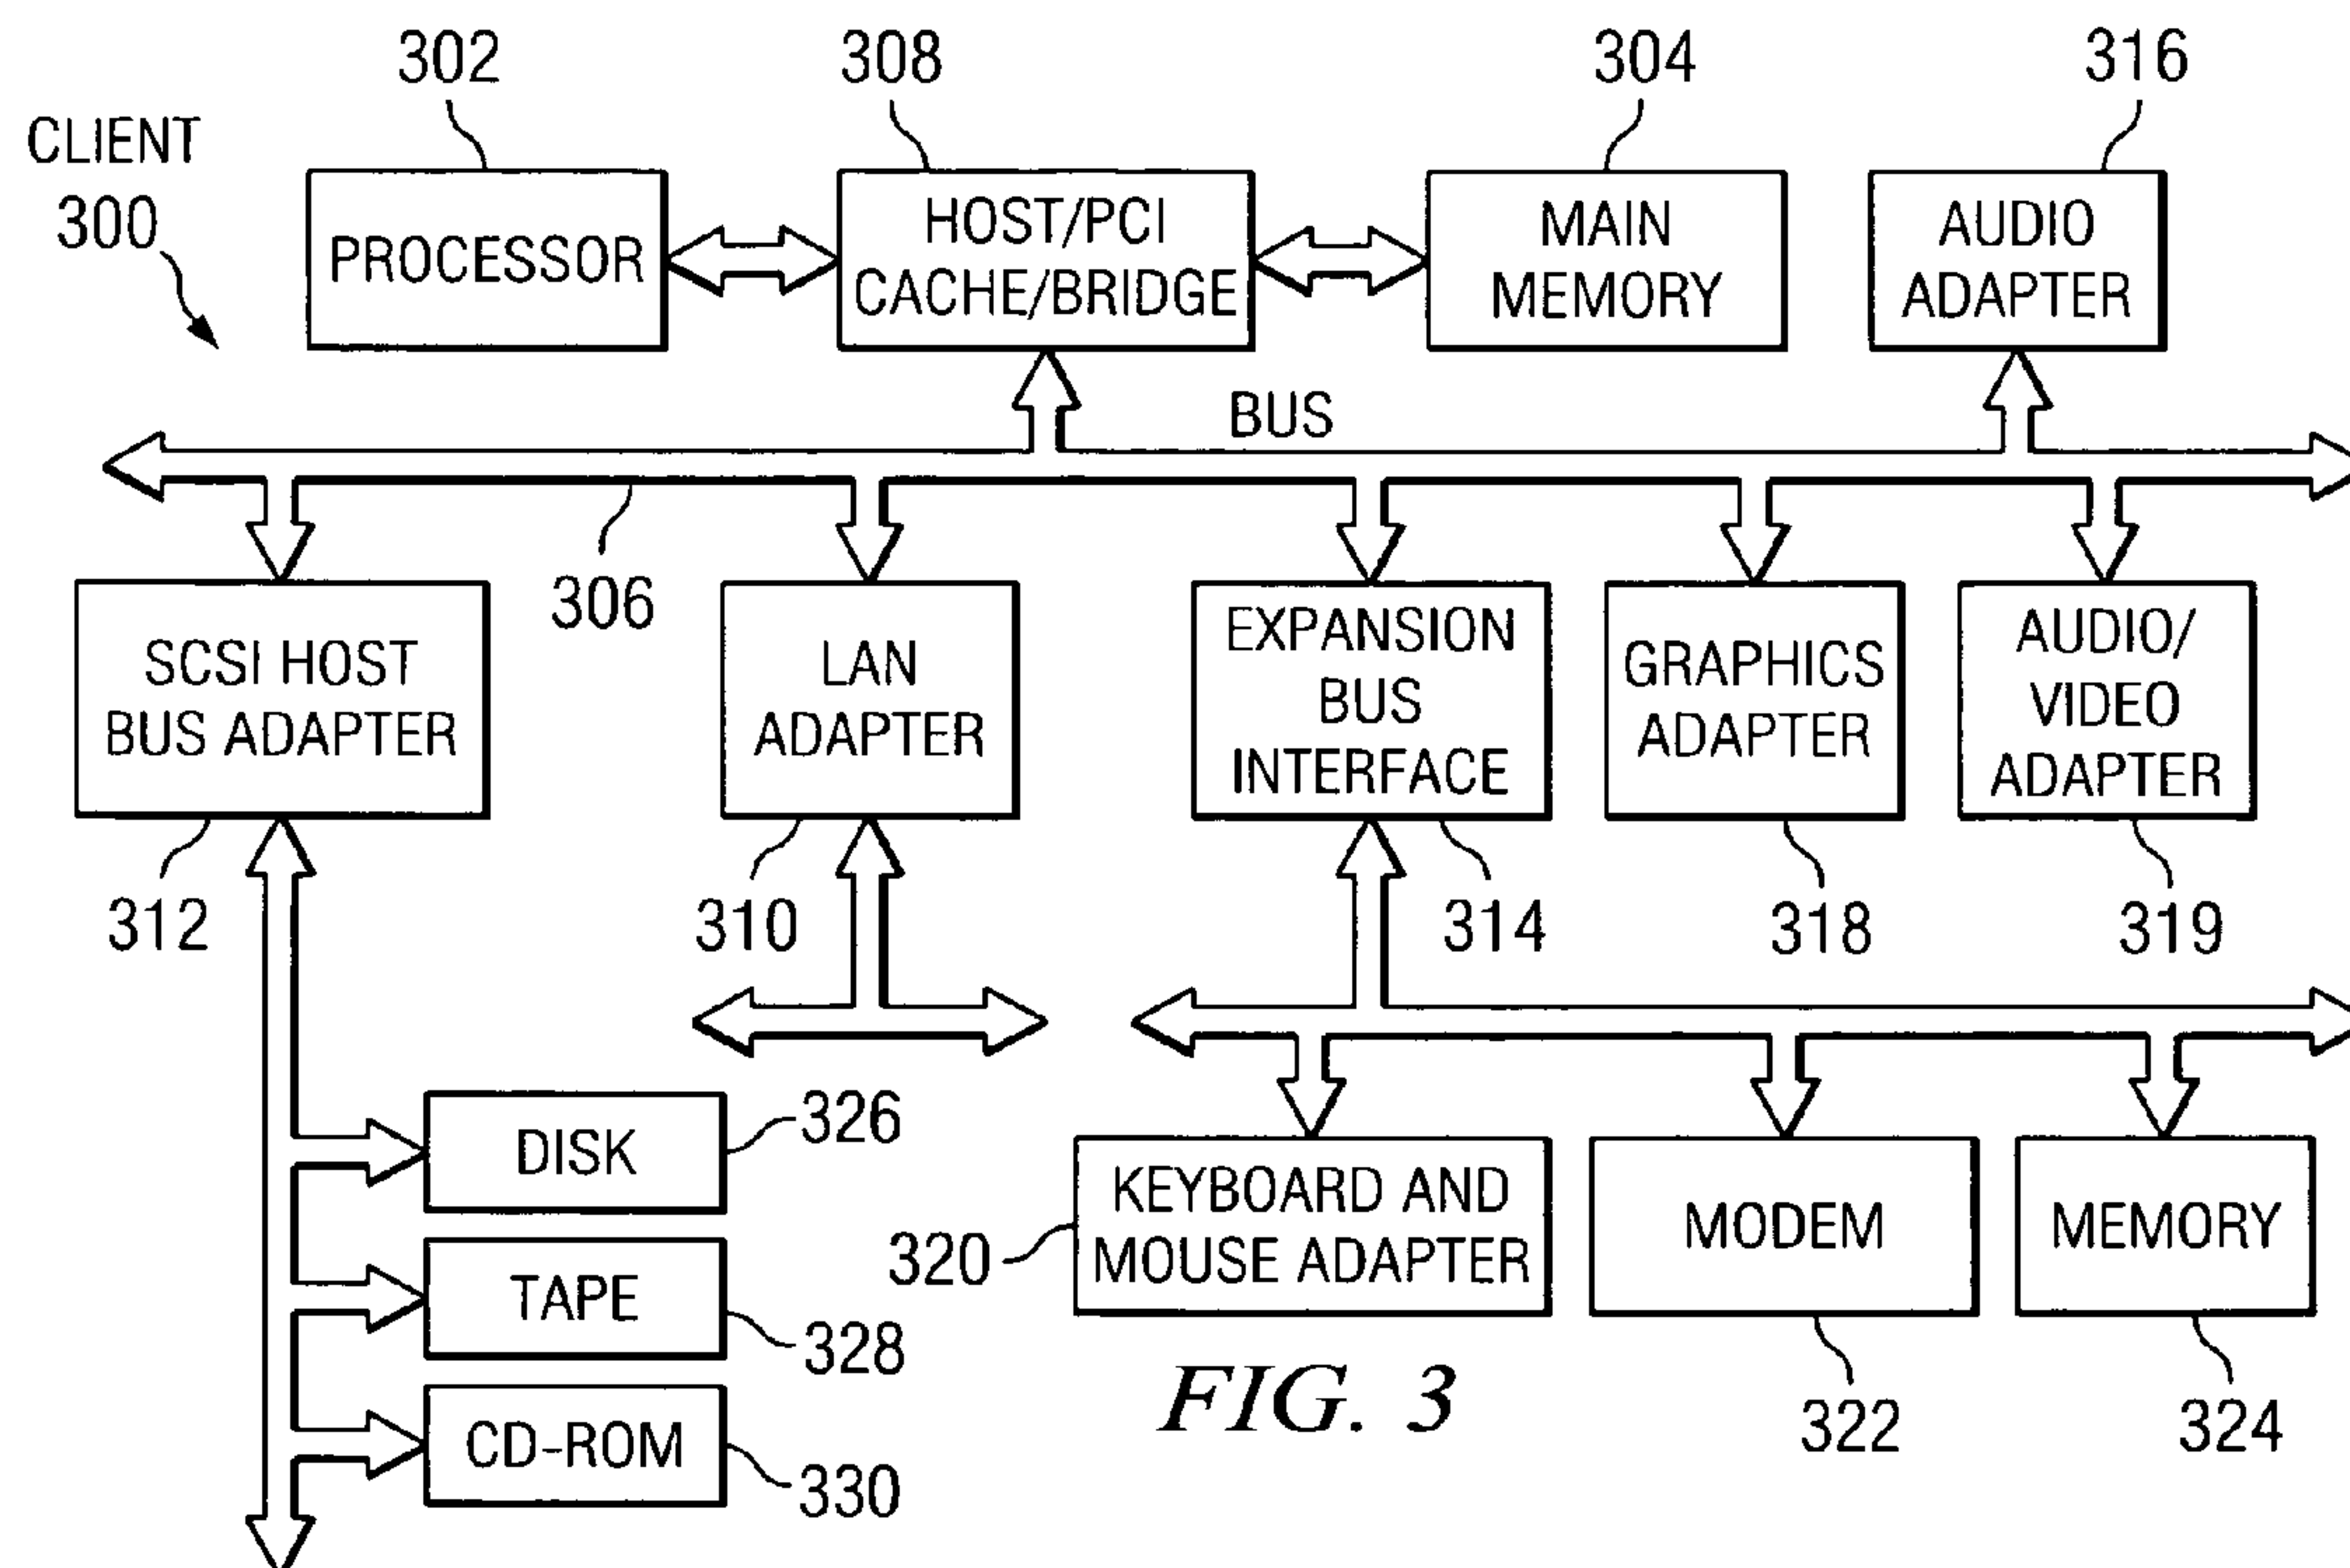 302
308
304
316
CLIENT
300
PROCESSOR
HOST/PCI
CACHE/BRIDGE
MAIN
MEMORY
AUDIO
ADAPTER
BUS
306
SCSI HOST
BUS ADAPTER
LAN
ADAPTER
EXPANSION
BUS
INTERFACE
GRAPHICS
ADAPTER
AUDIO/
VIDEO
ADAPTER
312
310
314
318
319
DISK
326
TAPE
328
CD-ROM
330
320
KEYBOARD AND
MOUSE ADAPTER
MODEM
MEMORY
322
324
FIG. 3